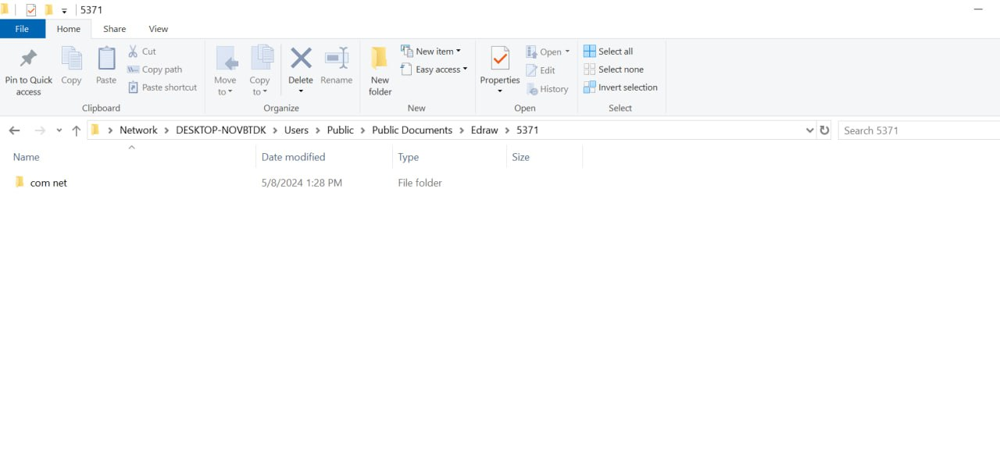 5371
File Home Share View
Pin to Quick access
Copy
Paste
Cut
Copy path
Paste shortcut
Clipboard
Move to
Copy to
Delete
Rename
Organize
New folder
New item
Easy access
New
Properties
Open
Edit
History
Open
Select all
Select none
Invert selection
Select
Network > DESKTOP-NOVBTDK > Users > Public > Public Documents > Edraw > 5371
Search 5371
Name Date modified Type Size
com net 5/8/2024 1:28 PM File folder